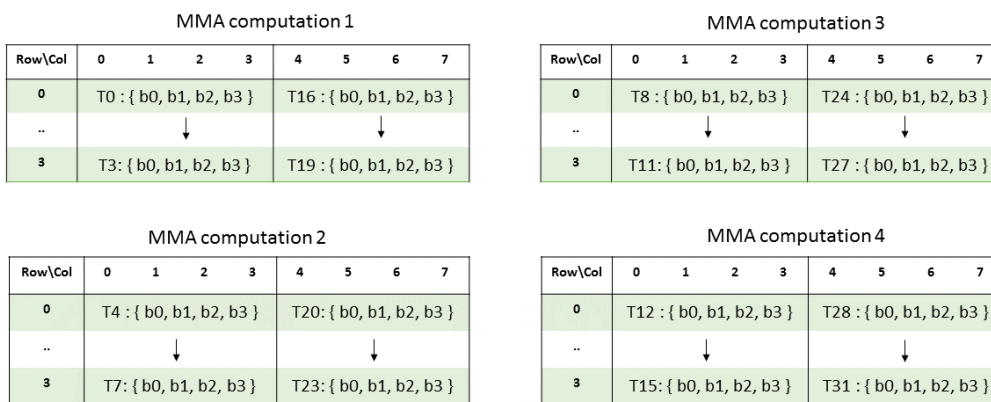 MMA computation 1
Row\Col 0 1 2 3 4 5 6 7
0 T0 : { b0, b1, b2, b3 } T16 : { b0, b1, b2, b3 }
..
3 T3: { b0, b1, b2, b3 } T19 : { b0, b1, b2, b3 }
MMA computation 3
Row\Col 0 1 2 3 4 5 6 7
0 T8 : { b0, b1, b2, b3 } T24 : { b0, b1, b2, b3 }
..
3 T11: { b0, b1, b2, b3 } T27 : { b0, b1, b2, b3 }
MMA computation 2
Row\Col 0 1 2 3 4 5 6 7
0 T4 : { b0, b1, b2, b3 } T20: { b0, b1, b2, b3 }
..
3 T7: { b0, b1, b2, b3 } T23: { b0, b1, b2, b3 }
MMA computation 4
Row\Col 0 1 2 3 4 5 6 7
0 T12 : { b0, b1, b2, b3 } T28 : { b0, b1, b2, b3 }
..
3 T15: { b0, b1, b2, b3 } T31 : { b0, b1, b2, b3 }